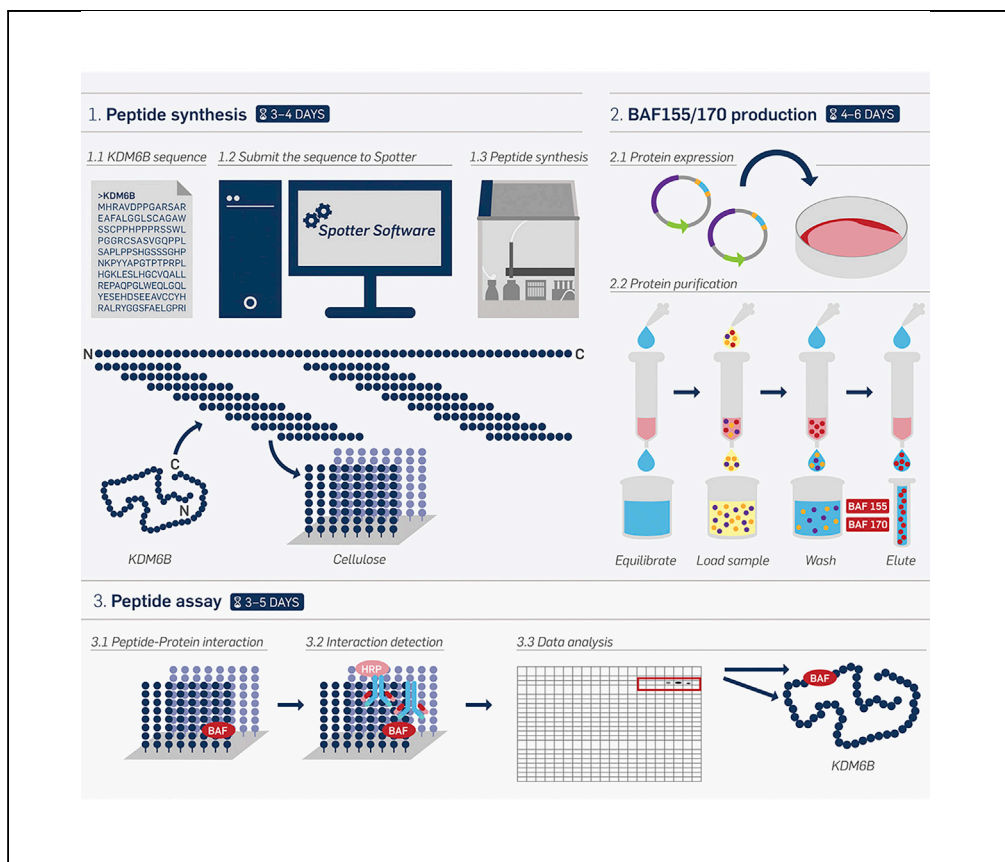 1. Peptide synthesis 3–4 DAYS
1.1 KDM6B sequence
1.2 Submit the sequence to Spotter
1.3 Peptide synthesis
>KDM6B
MHRAVDPPGARSAR
EAFALGGLSCAGAW
SSCPPHPPPRSSWL
PGGRCSASVGQPPL
SAPLPPSHGSSSGHP
NKPYYAPGTPTPRPL
HGKLESLHGCVQALL
REPAQPGLWEQLGQL
YESEHDSEEAVCCYH
RALRYGGSFAELGPRI
Spotter Software
N
C
C
N
KDM6B
Cellulose
2. BAF155/170 production 4–6 DAYS
2.1 Protein expression
2.2 Protein purification
BAF 155
BAF 170
Equilibrate
Load sample
Wash
Elute
3. Peptide assay 3–5 DAYS
3.1 Peptide-Protein interaction
3.2 Interaction detection
3.3 Data analysis
BAF
HRP
BAF
BAF
KDM6B